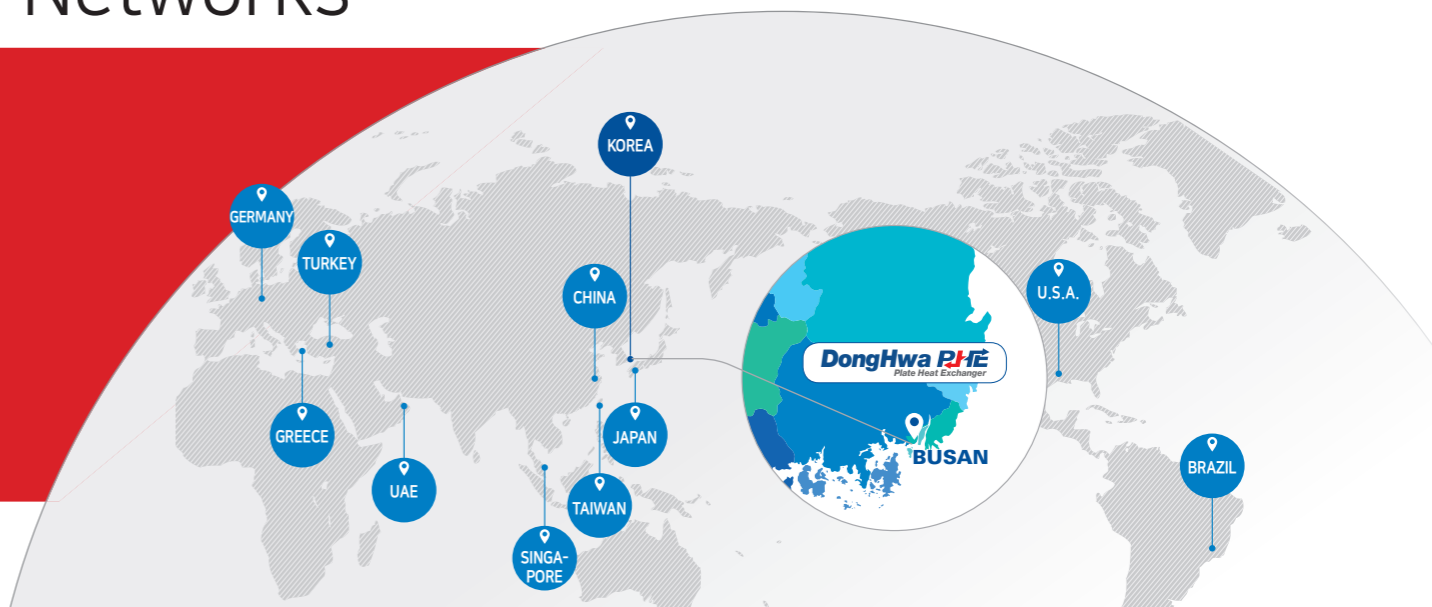 Networks
KOREA
GERMANY
TURKEY
CHINA
U.S.A.
DongHwa PHE
Plate Heat Exchanger
GREECE
JAPAN
BUSAN
BRAZIL
UAE
TAIWAN
SINGA-
PORE